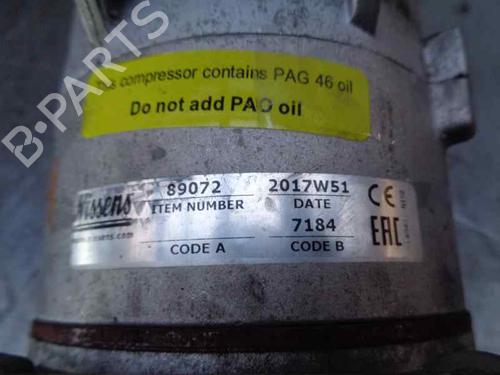 compressor contains PAG 46 oil
Do not add PAO oil
89072 2017W51
ITEM NUMBER DATE
7184
CODE A CODE B
CE
EAC
B-PARTS